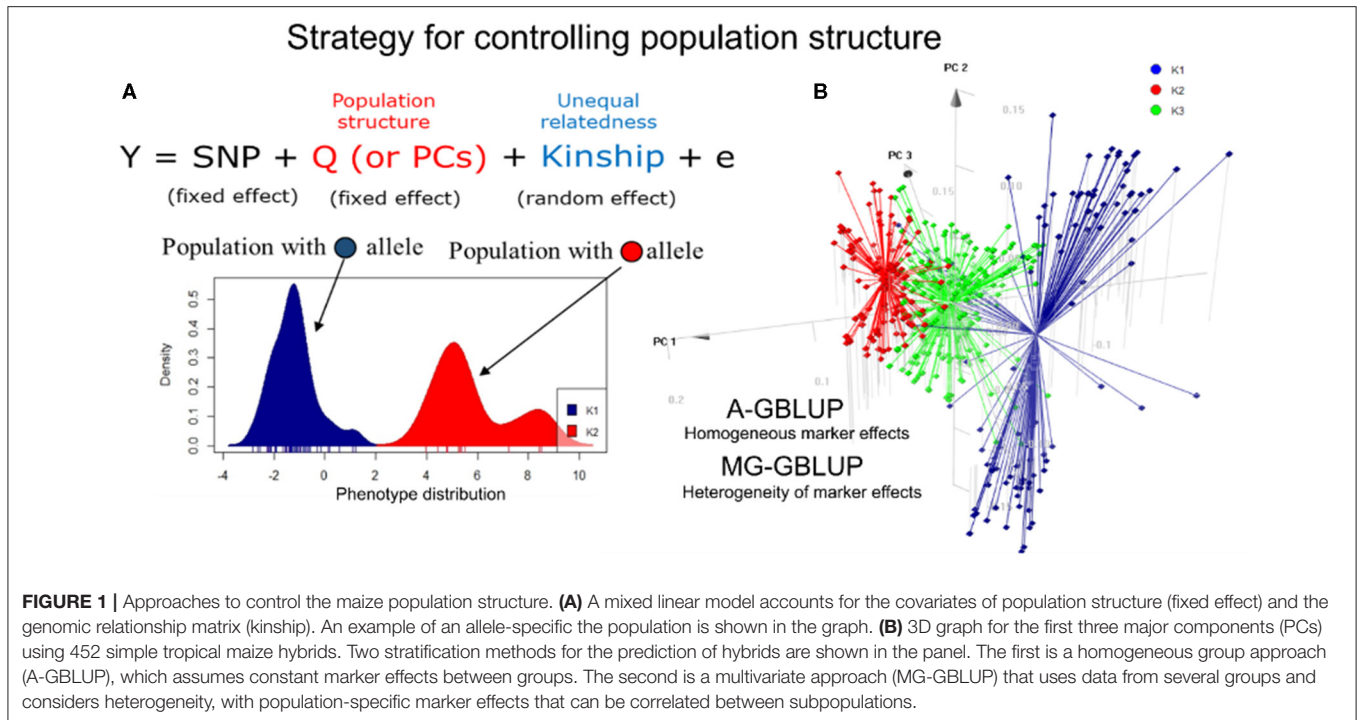 Strategy for controlling population structure
A
Population
structure
Unequal
relatedness
Y = SNP + Q (or PCs) + Kinship + e
(fixed effect)
(fixed effect)
(random effect)
Population with allele
Population with allele
Density
0.5
0.4
0.3
0.2
0.1
0.0
K1
K2
-4
-2
0
2
4
6
8
10
Phenotype distribution
B
K1
K2
K3
PC 2
0.15
PC 3
0.15
0.10
PC 1
0.1
0.2
-0.1
A-GBLUP
Homogeneous marker effects
MG-GBLUP
Heterogeneity of marker effects
FIGURE 1 | Approaches to control the maize population structure. (A) A mixed linear model accounts for the covariates of population structure (fixed effect) and the
genomic relationship matrix (kinship). An example of an allele-specific the population is shown in the graph. (B) 3D graph for the first three major components (PCs)
using 452 simple tropical maize hybrids. Two stratification methods for the prediction of hybrids are shown in the panel. The first is a homogeneous group approach
(A-GBLUP), which assumes constant marker effects between groups. The second is a multivariate approach (MG-GBLUP) that uses data from several groups and
considers heterogeneity, with population-specific marker effects that can be correlated between subpopulations.